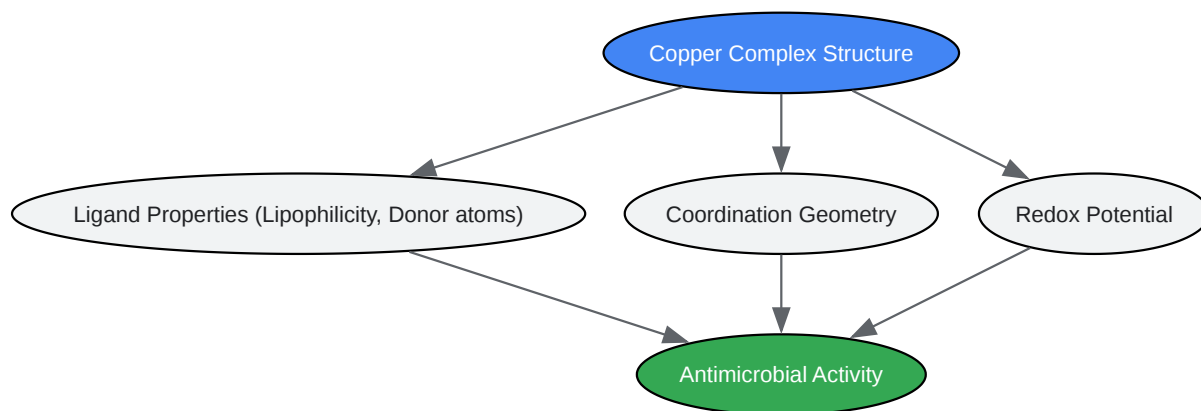 Copper Complex Structure
Ligand Properties (Lipophilicity, Donor atoms)
Coordination Geometry
Redox Potential
Antimicrobial Activity